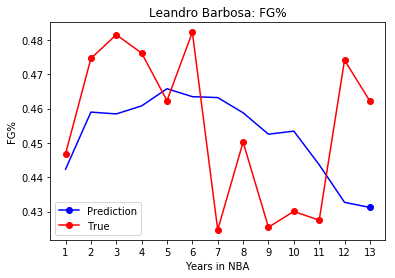 Leandro Barbosa: FG%
FG%
0.48
0.47
0.46
0.45
0.44
0.43
Prediction
True
1 2 3 4 5 6 7 8 9 10 11 12 13
Years in NBA